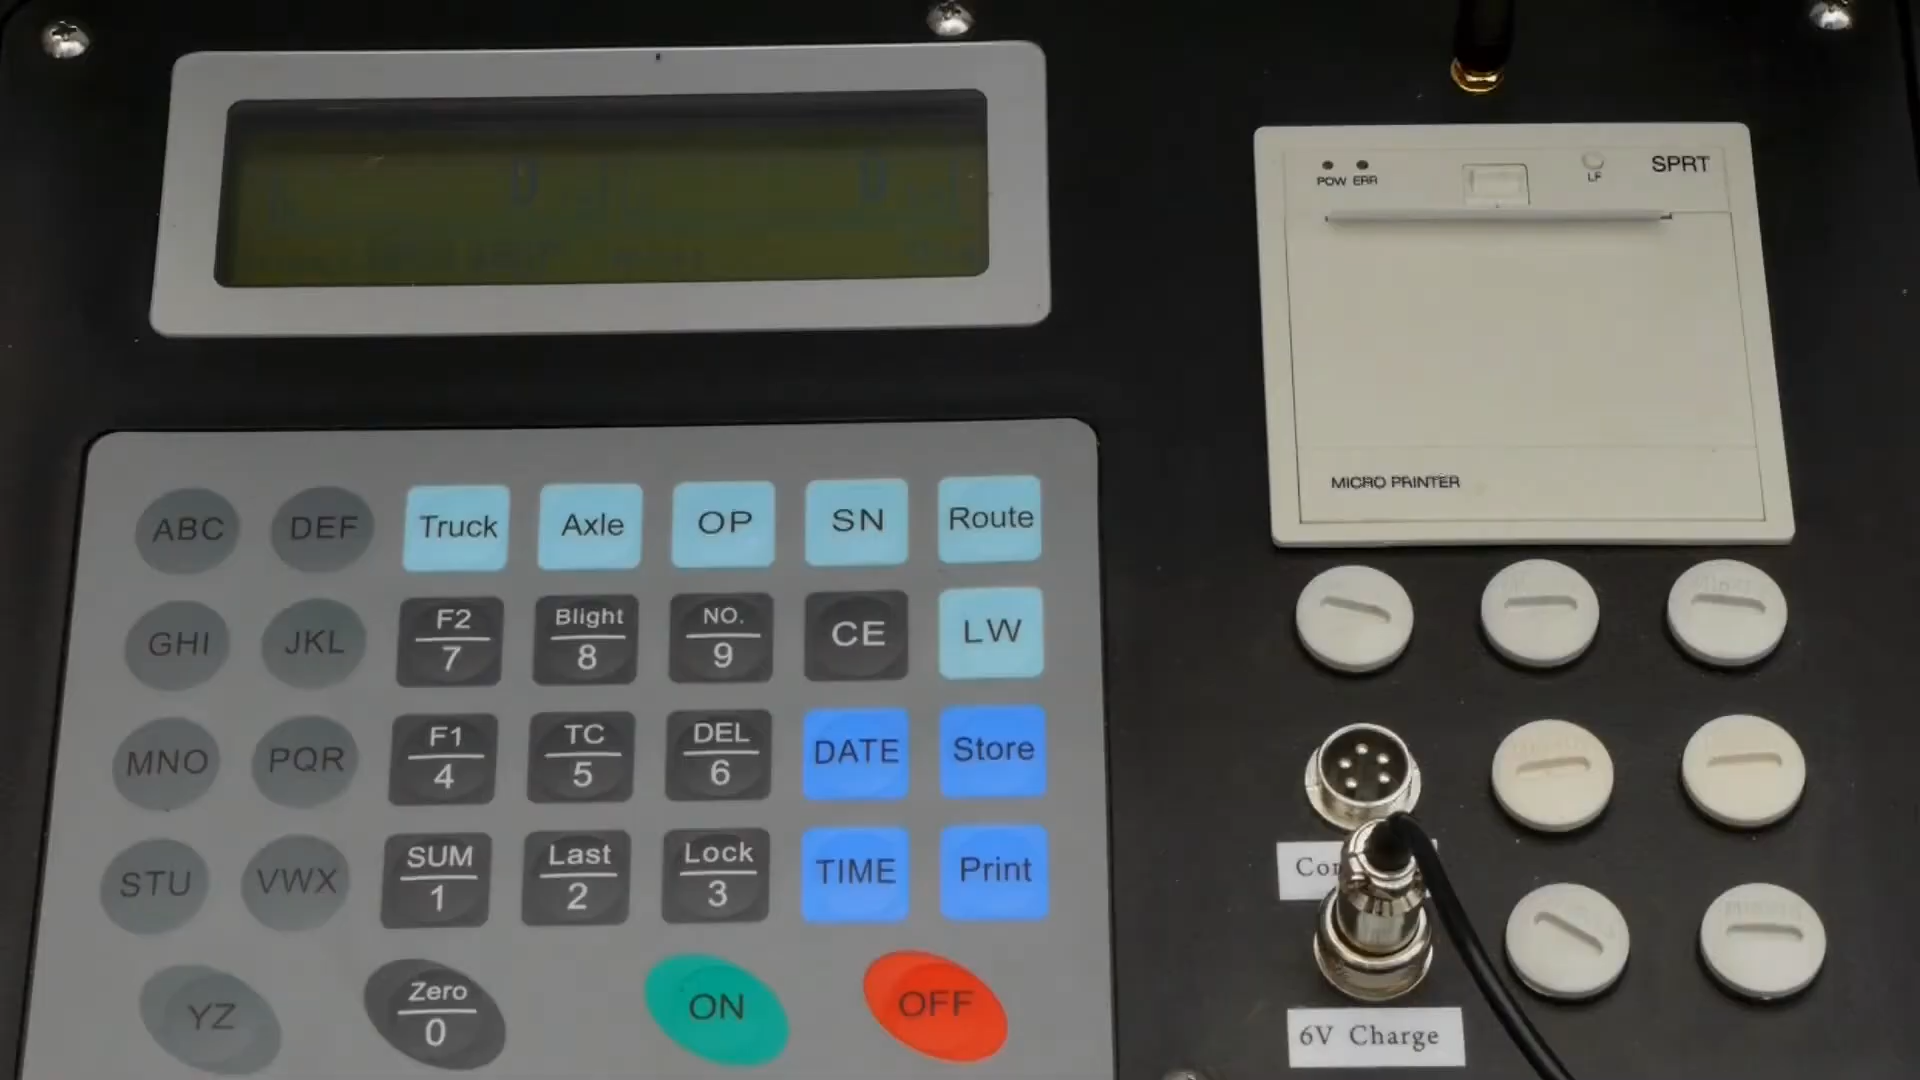 POW ERR
LF
SPRT
MICRO PRINTER
ABC DEF Truck Axle OP SN Route
GHI JKL F2 Blight NO. CE LW
7 8 9
MNO PQR F1 TC DEL DATE Store
4 5 6
STU VWX SUM Last Lock TIME Print
1 2 3
YZ Zero ON OFF
0
6V Charge